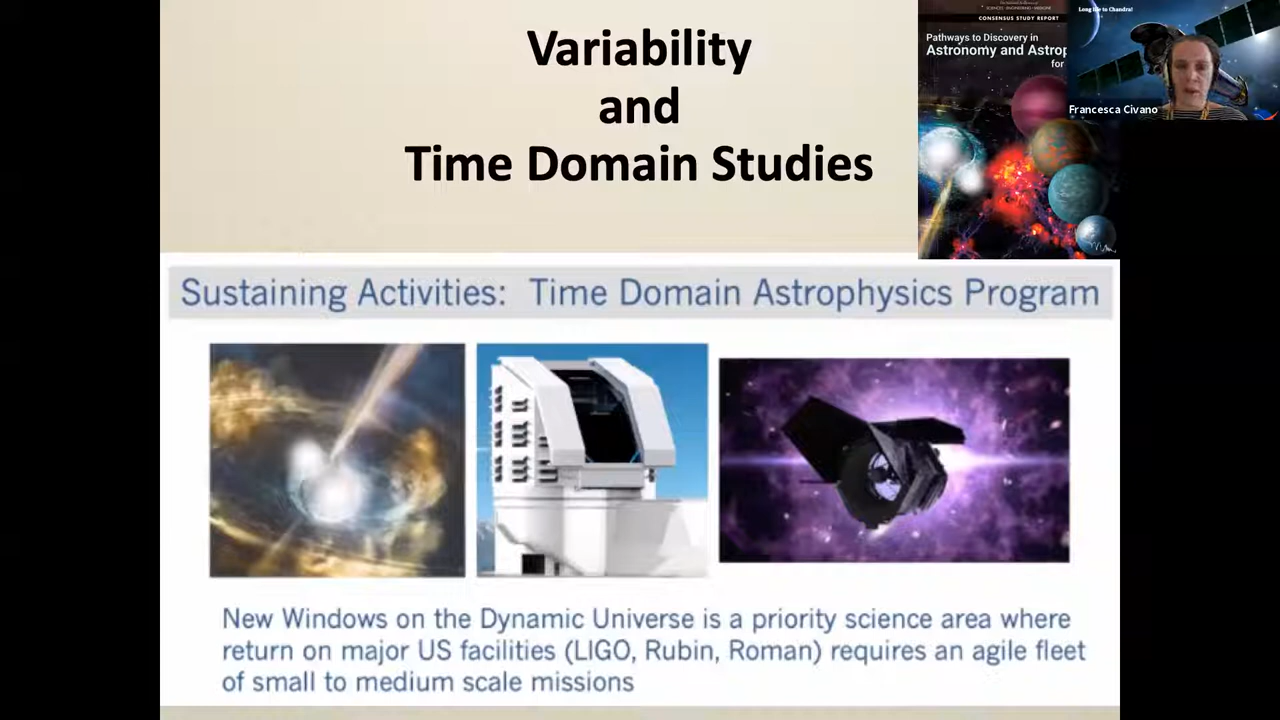 Variability
and
Time Domain Studies
CONSENSUS STUDY REPORT
Pathways to Discovery in
Astronomy and Astrop
for
Long life to Chandra!
Francesca Civano
Sustaining Activities: Time Domain Astrophysics Program
New Windows on the Dynamic Universe is a priority science area where
return on major US facilities (LIGO, Rubin, Roman) requires an agile fleet
of small to medium scale missions